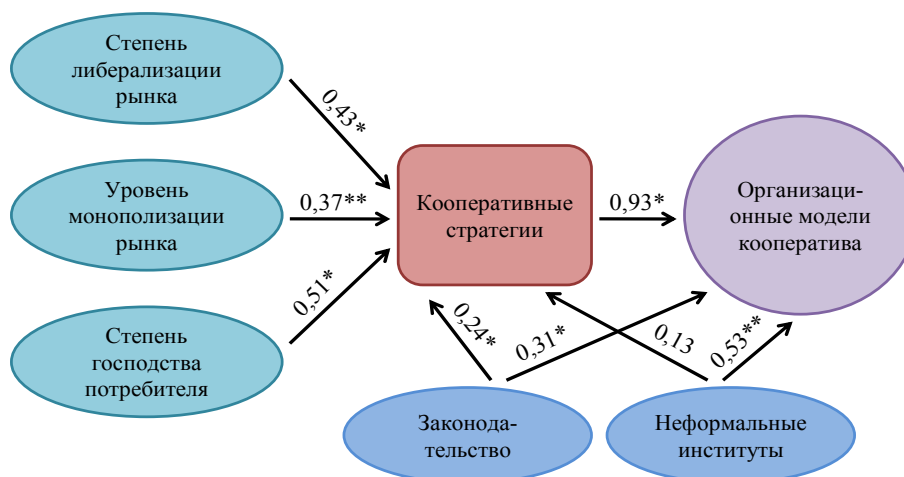 Степень
либерализации
рынка
0,43*
Уровень
монополизации
рынка
0,37**
Кооперативные
стратегии
0,93*
Организаци-
онные модели
кооператива
0,51*
Степень
господства
потребителя
0,24*
0,31*
0,13
0,53**
Законода-
тельство
Неформальные
институты